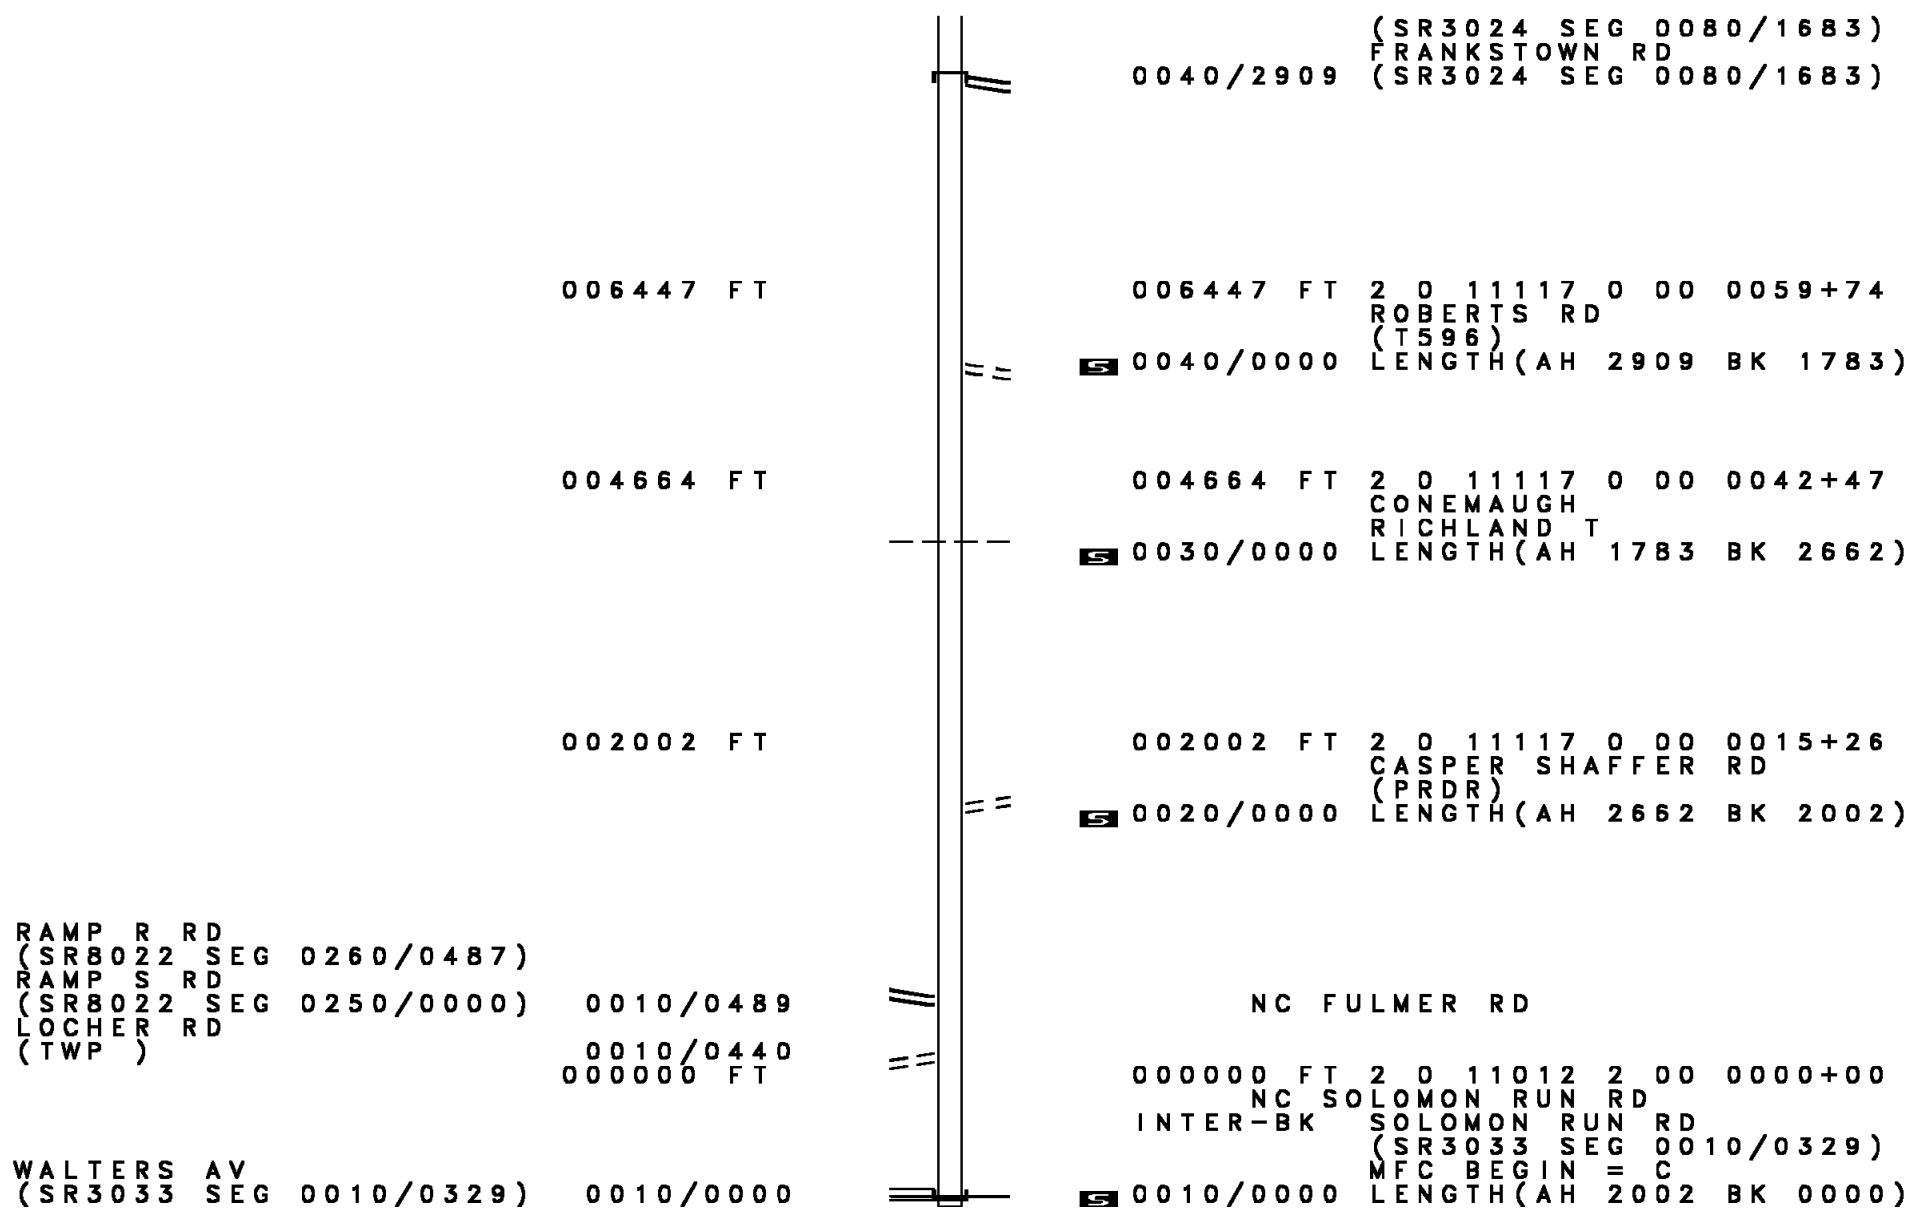 (SR3024 SEG 0080/1683)
FRANKSTOWN RD
0040/2909 (SR3024 SEG 0080/1683)
006447 FT 006447 FT 2 0 11117 0 00 0059+74
ROBERTS RD
(T596)
S 0040/0000 LENGTH(AH 2909 BK 1783)
004664 FT 004664 FT 2 0 11117 0 00 0042+47
CONEMAUGH
RICHLAND T
S 0030/0000 LENGTH(AH 1783 BK 2662)
002002 FT 002002 FT 2 0 11117 0 00 0015+26
CASPER SHAFFER RD
(PRDR)
S 0020/0000 LENGTH(AH 2662 BK 2002)
RAMP R RD
(SR8022 SEG 0260/0487)
RAMP S RD
(SR8022 SEG 0250/0000) 0010/0489 NC FULMER RD
LOCHER RD
(TWP ) 0010/0440
000000 FT 000000 FT 2 0 11012 2 00 0000+00
NC SOLOMON RUN RD
INTER-BK SOLOMON RUN RD
(SR3033 SEG 0010/0329)
WALTERS AV MFC BEGIN = C
(SR3033 SEG 0010/0329) 0010/0000 S 0010/0000 LENGTH(AH 2002 BK 0000)